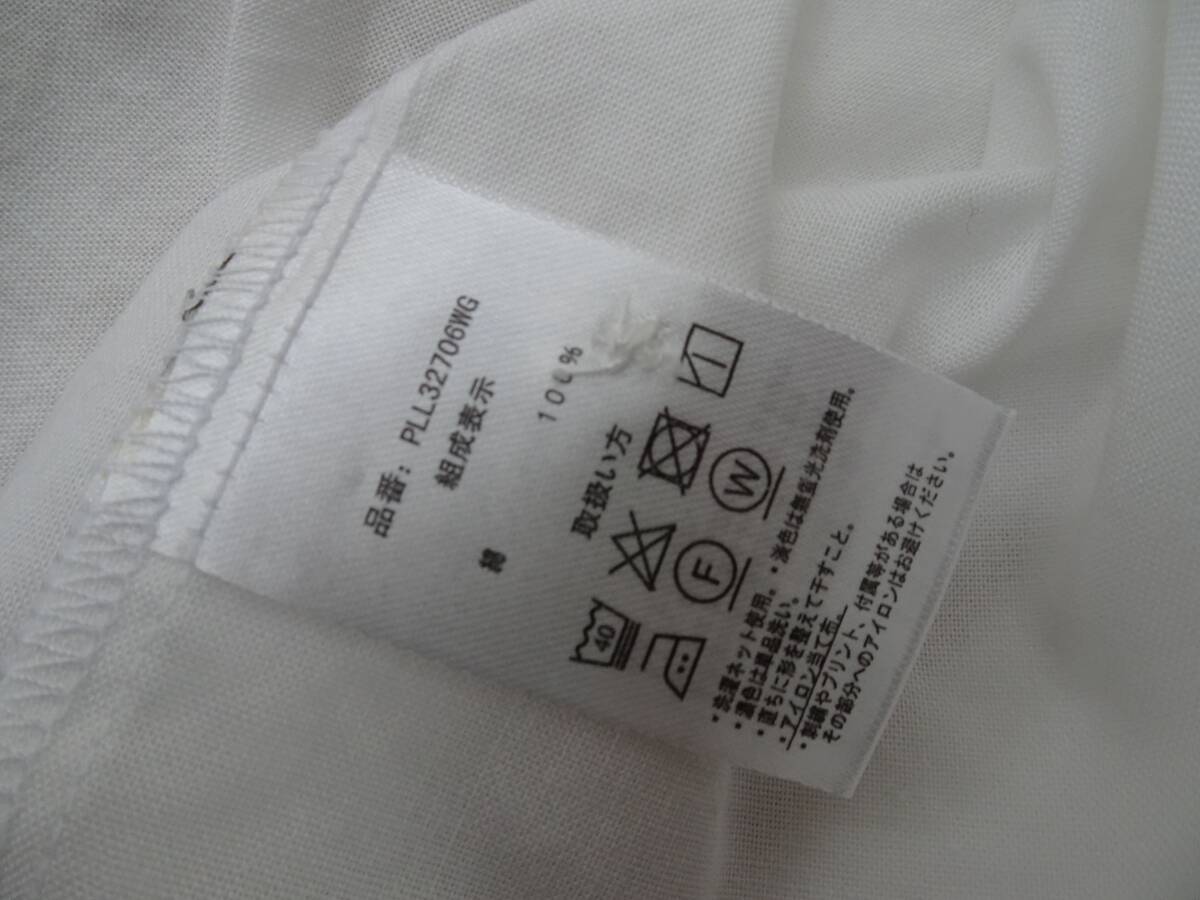 品番: PLL32706WG
組成表示
綿 100%
取扱い方
40
F W
・洗濯ネット使用。・淡色は無蛍光洗剤使用。
・濃色は単品洗い。
・直ちに形を整えて干すこと。
・アイロン当て布。
・刺繍やプリント、付属等がある場合は
その部分へのアイロンはお避けください。